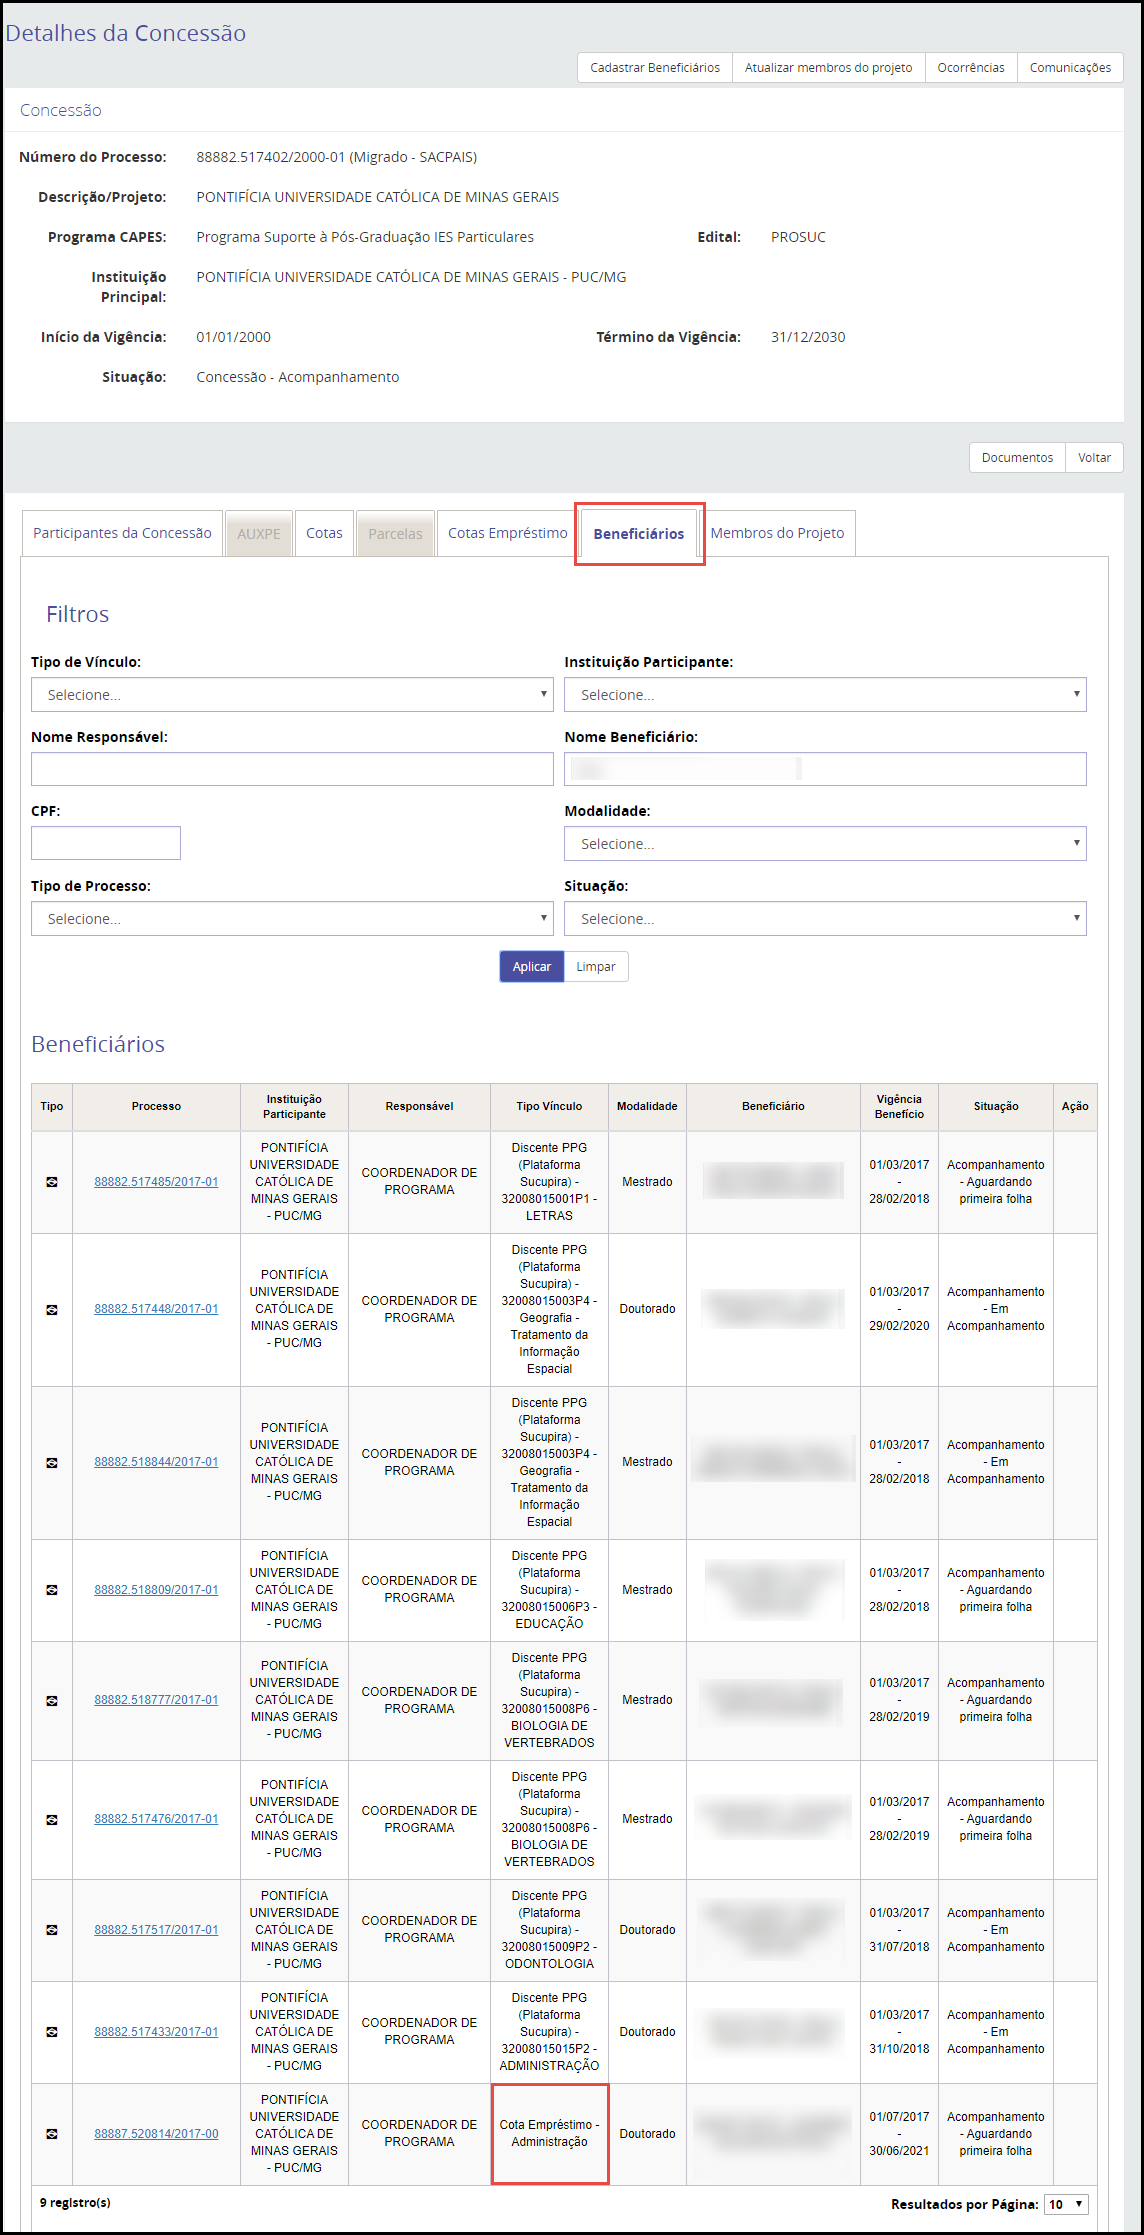 Detalhes da Concessão
Cadastrar Beneficiários Atualizar membros do projeto Ocorrências Comunicações
Concessão
Número do Processo: 88882.517402/2000-01 (Migrado - SACPAIS)
Descrição/Projeto: PONTIFÍCIA UNIVERSIDADE CATÓLICA DE MINAS GERAIS
Programa CAPES: Programa Suporte à Pós-Graduação IES Particulares Edital: PROSUC
Instituição
Principal:
PONTIFÍCIA UNIVERSIDADE CATÓLICA DE MINAS GERAIS - PUC/MG
Início da Vigência: 01/01/2000 Término da Vigência: 31/12/2030
Situação: Concessão - Acompanhamento
Documentos Voltar
Participantes da Concessão AUXPE Cotas Parcelas Cotas Empréstimo Beneficiários Membros do Projeto
Filtros
Tipo de Vínculo: Instituição Participante:
Selecione... Selecione...
Nome Responsável: Nome Beneficiário:
CPF: Modalidade:
Selecione...
Tipo de Processo: Situação:
Selecione... Selecione...
Aplicar Limpar
Beneficiários
Tipo Processo Instituição Participante Responsável Tipo Vínculo Modalidade Beneficiário Vigência Benefício Situação Ação
88882.517485/2017-01
PONTIFÍCIA
UNIVERSIDADE
CATÓLICA DE
MINAS GERAIS
- PUC/MG
COORDENADOR DE
PROGRAMA
Discente PPG
(Plataforma
Sucupira) -
32008015001P1 -
LETRAS
Mestrado
01/03/2017
-
28/02/2018
Acompanhamento
- Aguardando
primeira folha
88882.517448/2017-01
PONTIFÍCIA
UNIVERSIDADE
CATÓLICA DE
MINAS GERAIS
- PUC/MG
COORDENADOR DE
PROGRAMA
Discente PPG
(Plataforma
Sucupira) -
32008015003P4 -
Geografia -
Tratamento da
Informação
Espacial
Doutorado
01/03/2017
-
29/02/2020
Acompanhamento
- Em
Acompanhamento
88882.518844/2017-01
PONTIFÍCIA
UNIVERSIDADE
CATÓLICA DE
MINAS GERAIS
- PUC/MG
COORDENADOR DE
PROGRAMA
Discente PPG
(Plataforma
Sucupira) -
32008015003P4 -
Geografia -
Tratamento da
Informação
Espacial
Mestrado
01/03/2017
-
28/02/2018
Acompanhamento
- Em
Acompanhamento
88882.518809/2017-01
PONTIFÍCIA
UNIVERSIDADE
CATÓLICA DE
MINAS GERAIS
- PUC/MG
COORDENADOR DE
PROGRAMA
Discente PPG
(Plataforma
Sucupira) -
32008015006P3 -
EDUCAÇÃO
Mestrado
01/03/2017
-
28/02/2018
Acompanhamento
- Aguardando
primeira folha
88882.518777/2017-01
PONTIFÍCIA
UNIVERSIDADE
CATÓLICA DE
MINAS GERAIS
- PUC/MG
COORDENADOR DE
PROGRAMA
Discente PPG
(Plataforma
Sucupira) -
32008015008P6 -
BIOLOGIA DE
VERTEBRADOS
Mestrado
01/03/2017
-
28/02/2019
Acompanhamento
- Aguardando
primeira folha
88882.517476/2017-01
PONTIFÍCIA
UNIVERSIDADE
CATÓLICA DE
MINAS GERAIS
- PUC/MG
COORDENADOR DE
PROGRAMA
Discente PPG
(Plataforma
Sucupira) -
32008015008P6 -
BIOLOGIA DE
VERTEBRADOS
Mestrado
01/03/2017
-
28/02/2019
Acompanhamento
- Aguardando
primeira folha
88882.517517/2017-01
PONTIFÍCIA
UNIVERSIDADE
CATÓLICA DE
MINAS GERAIS
- PUC/MG
COORDENADOR DE
PROGRAMA
Discente PPG
(Plataforma
Sucupira) -
32008015009P2 -
ODONTOLOGIA
Doutorado
01/03/2017
-
31/07/2018
Acompanhamento
- Em
Acompanhamento
88882.517433/2017-01
PONTIFÍCIA
UNIVERSIDADE
CATÓLICA DE
MINAS GERAIS
- PUC/MG
COORDENADOR DE
PROGRAMA
Discente PPG
(Plataforma
Sucupira) -
32008015015P2 -
ADMINISTRAÇÃO
Doutorado
01/03/2017
-
31/10/2018
Acompanhamento
- Em
Acompanhamento
88887.520814/2017-00
PONTIFÍCIA
UNIVERSIDADE
CATÓLICA DE
MINAS GERAIS
- PUC/MG
COORDENADOR DE
PROGRAMA
Cota Empréstimo -
Administração
Doutorado
01/07/2017
-
30/06/2021
Acompanhamento
- Aguardando
primeira folha
9 registro(s) Resultados por Página: 10